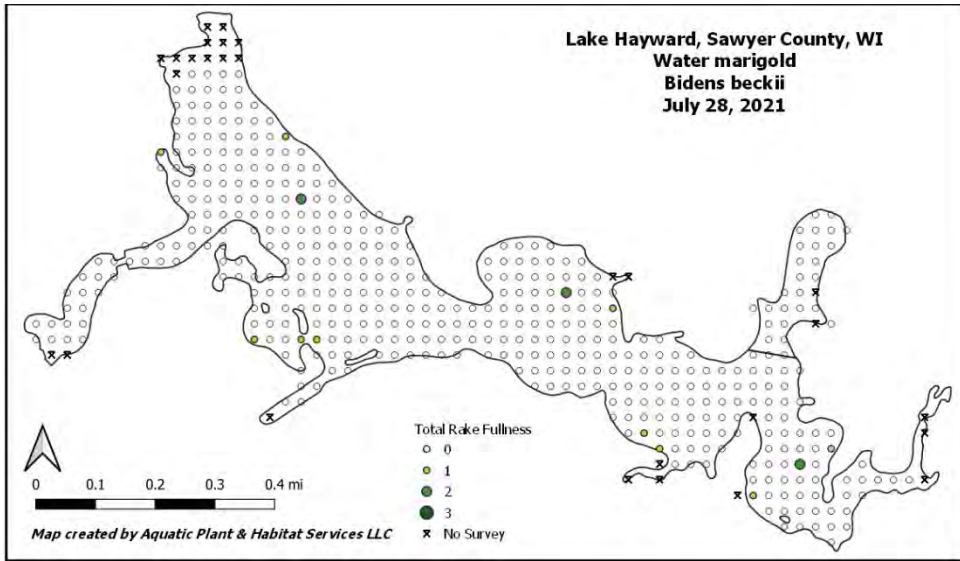 Lake Hayward, Sawyer County, WI
Water marigold
Bidens beckii
July 28, 2021
Total Rake Fullness
0
1
2
3
No Survey
0 0.1 0.2 0.3 0.4 mi
Map created by Aquatic Plant & Habitat Services LLC